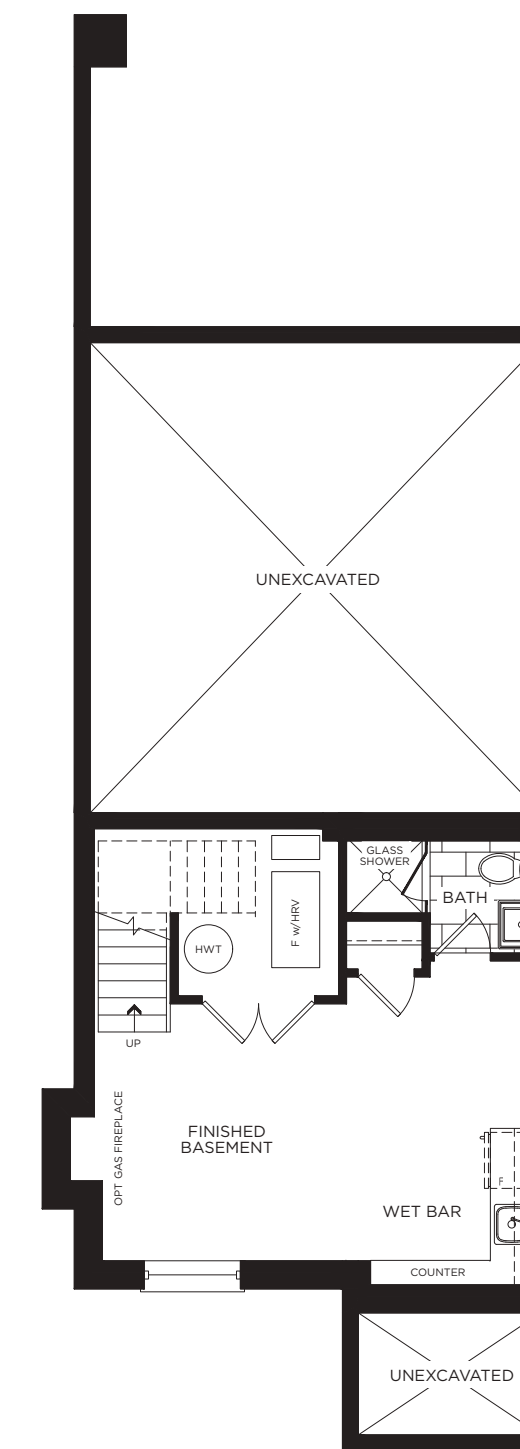 UNEXCAVATED
GLASS
SHOWER
BATH
F w/HRV
HWT
UP
OPT GAS FIREPLACE
FINISHED
BASEMENT
F
WET BAR
COUNTER
UNEXCAVATED